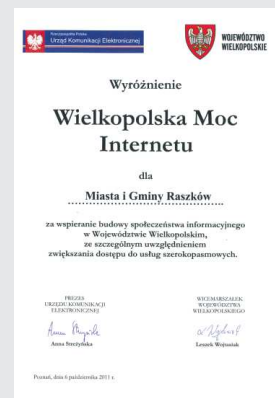 Rzeczpospolita Polska
Urząd Komunikacji Elektronicznej
WOJEWÓDZTWO
WIELKOPOLSKIE
Wyróżnienie
Wielkopolska Moc
Internetu
dla
Miasta i Gminy Raszków
za wspieranie budowy społeczeństwa informacyjnego
w Województwie Wielkopolskim,
ze szczególnym uwzględnieniem
zwiększania dostępu do usług szerokopasmowych.
PREZES
URZĘDU KOMUNIKACJI
ELEKTRONICZNEJ
Anna Streżyńska
WICEMARSZAŁEK
WOJEWÓDZTWA
WIELKOPOLSKIEGO
Leszek Wojtasiak
Poznań, dnia 6 października 2011 r.